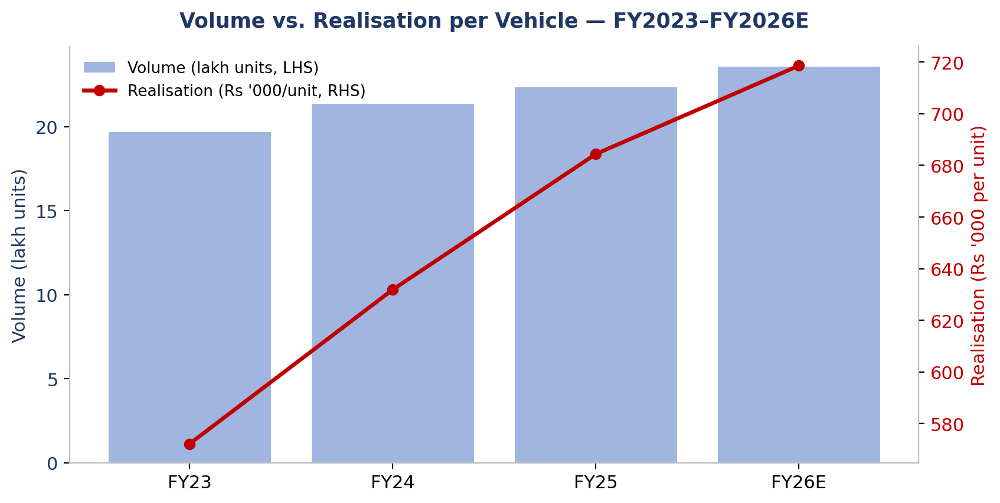 Volume vs. Realisation per Vehicle — FY2023–FY2026E
Volume (lakh units, LHS)
Realisation (Rs '000/unit, RHS)
Volume (lakh units)
20
15
10
5
0
720
700
680
660
640
620
600
580
Realisation (Rs '000 per unit)
FY23
FY24
FY25
FY26E